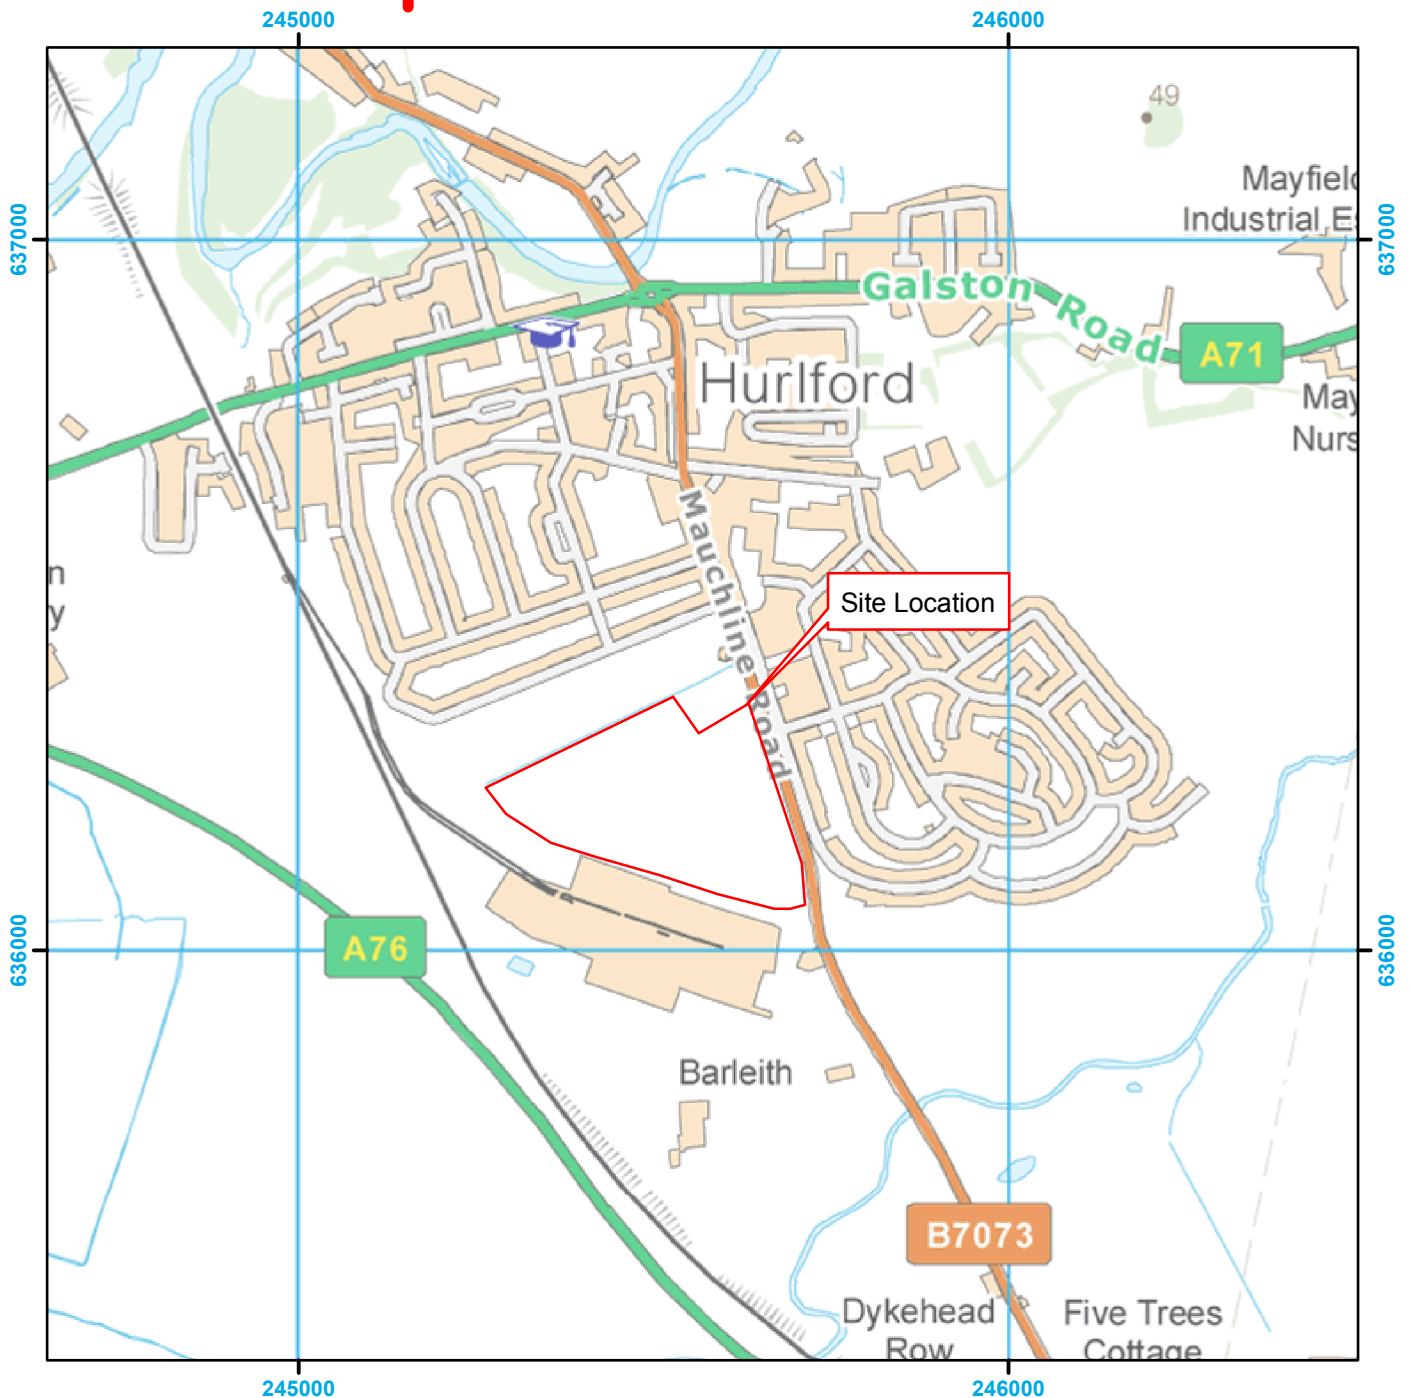 245000
246000
49
Mayfield
Industrial Es
637000
637000
Galston Road
A71
Hurlford
May
Nurs
Mauchline Road
n
y
Site Location
636000
636000
A76
Barleith
B7073
Dykehead
Row
Five Trees
Cottage
245000
246000